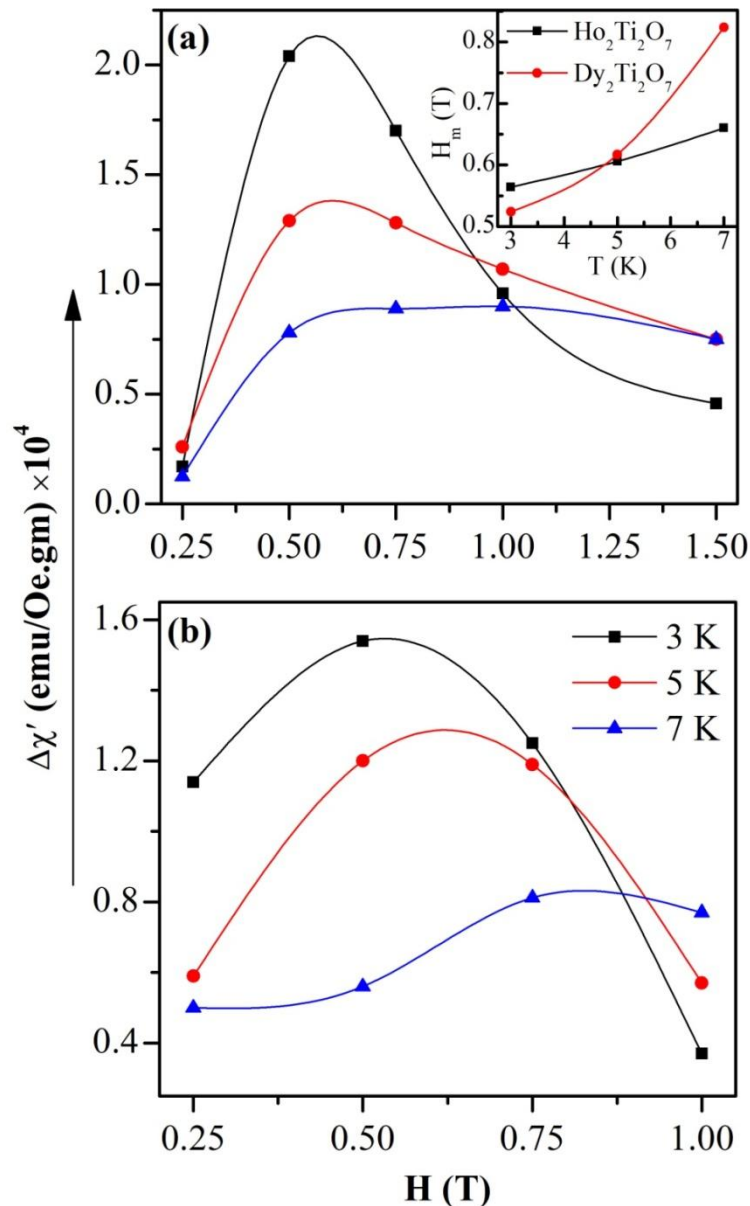 (a)
Ho₂Ti₂O₇
Dy₂Ti₂O₇
0.8
0.7
0.6
0.5
H_m (T)
3 4 5 6 7
T (K)
2.0
1.5
1.0
0.5
0.0
0.25 0.50 0.75 1.00 1.25 1.50
Δχ′ (emu/Oe.gm) ×10⁴
(b)
3 K
5 K
7 K
1.6
1.2
0.8
0.4
0.25 0.50 0.75 1.00
H (T)